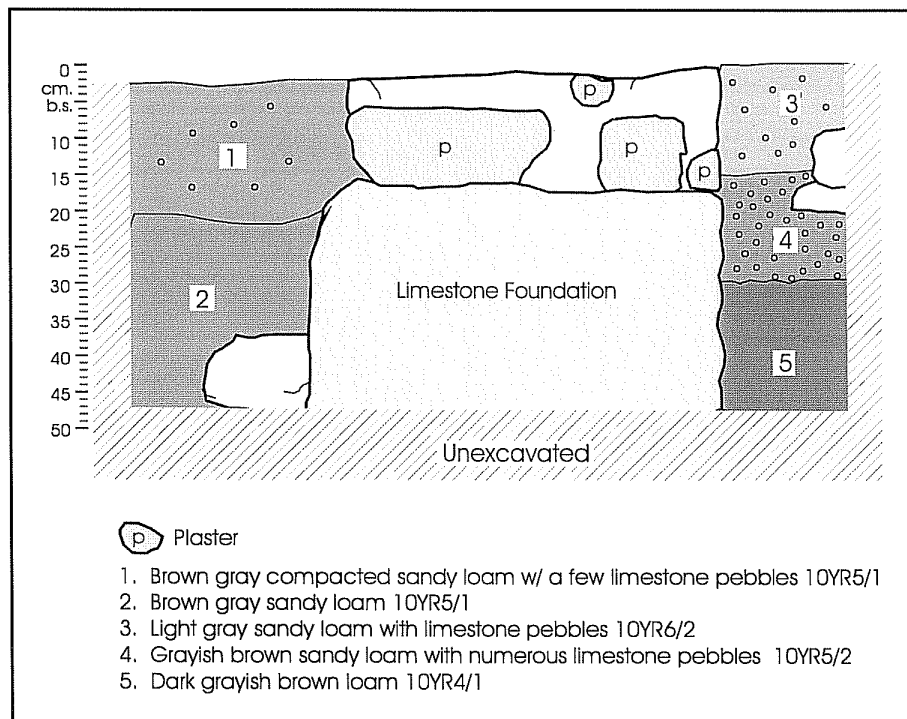 0
cm.
b.s.
10
15
20
25
30
35
40
45
50
1
2
p
p
p
p
3
4
5
Limestone Foundation
Unexcavated
p Plaster
1. Brown gray compacted sandy loam w/ a few limestone pebbles 10YR5/1
2. Brown gray sandy loam 10YR5/1
3. Light gray sandy loam with limestone pebbles 10YR6/2
4. Grayish brown sandy loam with numerous limestone pebbles 10YR5/2
5. Dark grayish brown loam 10YR4/1